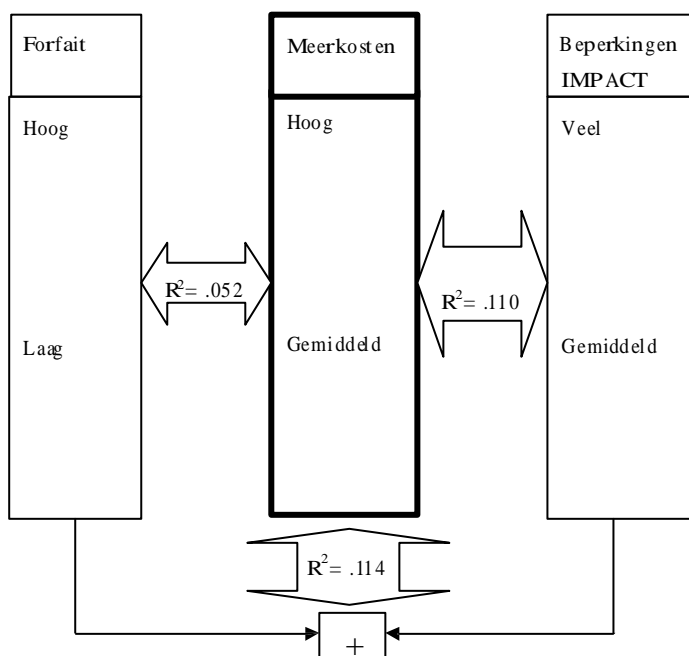 Forfait
Meerkosten
Beperkingen
IMPACT
Hoog
Hoog
Veel
R²= .052
R²= .110
Laag
Gemiddeld
Gemiddeld
R²= .114
+